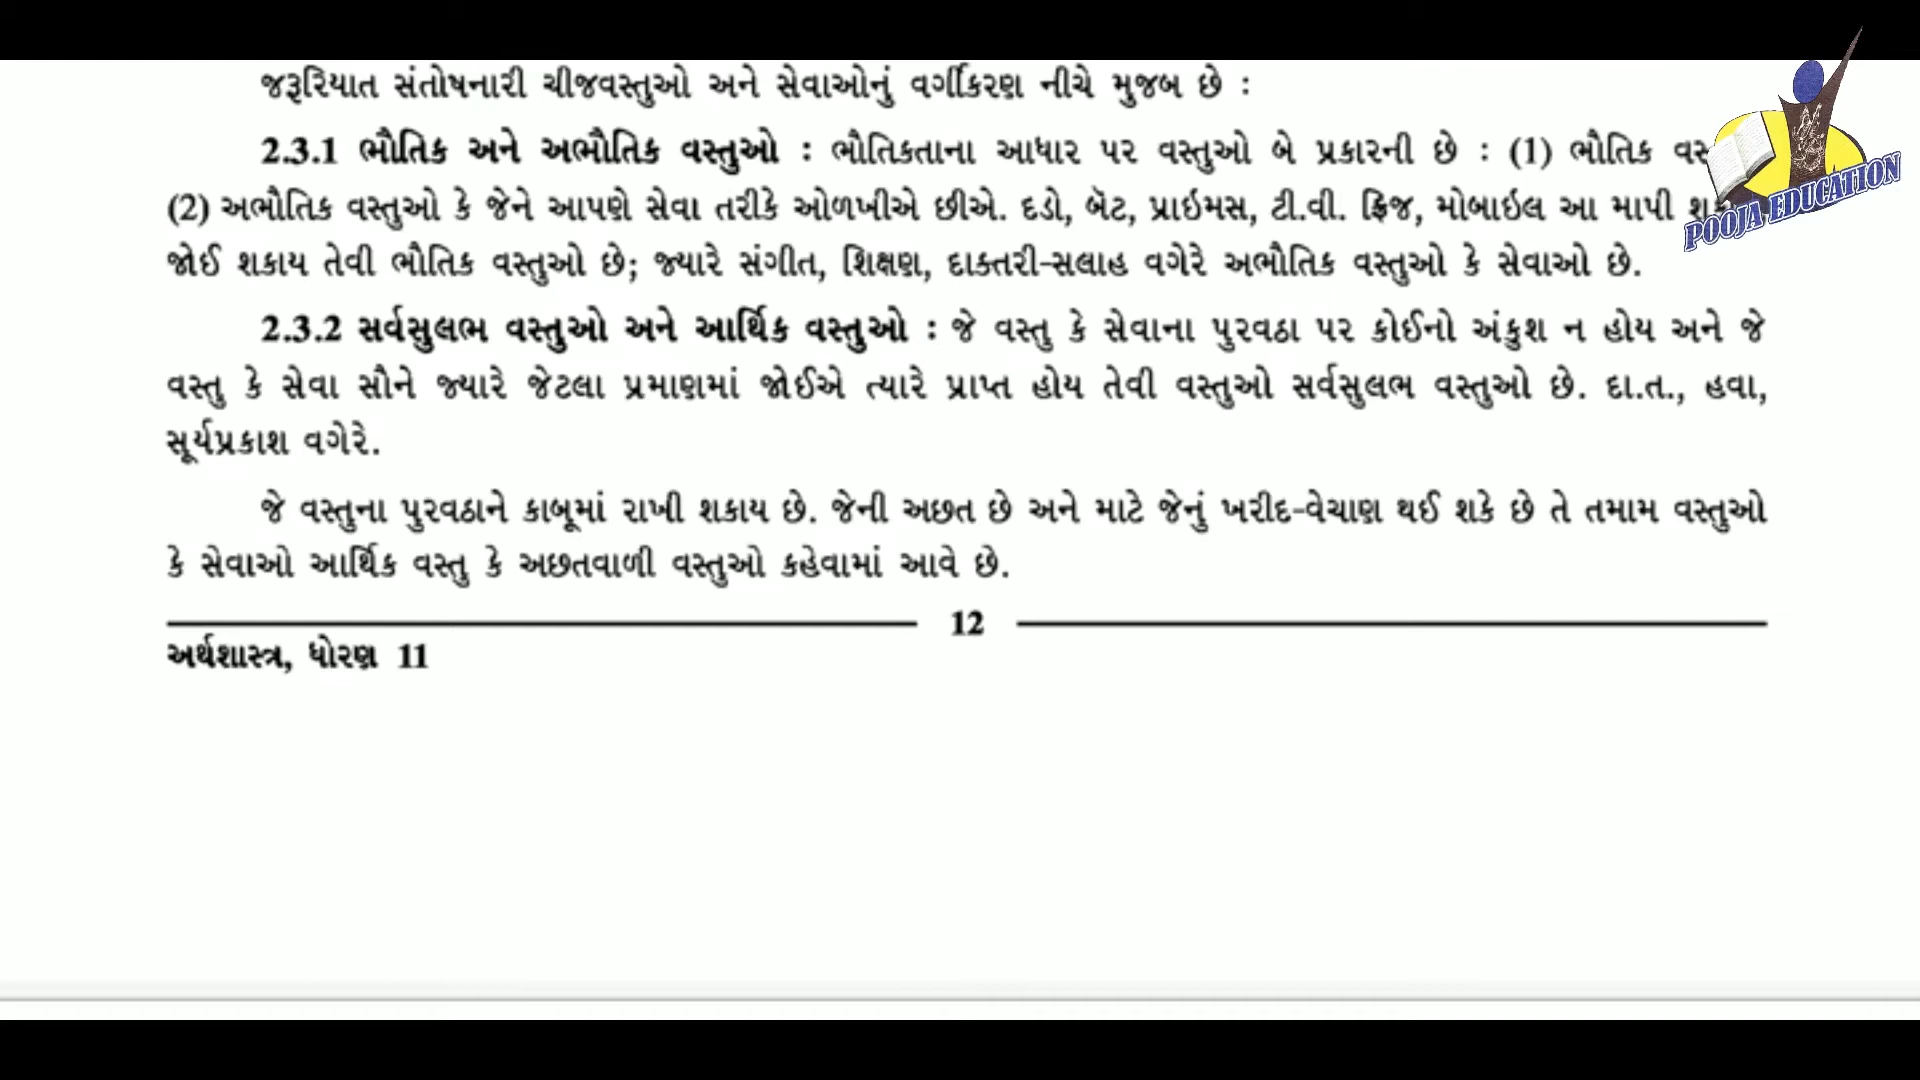 જરૂરિયાત સંતોષનારી ચીજવસ્તુઓ અને સેવાઓનું વર્ગીકરણ નીચે મુજબ છે :
2.3.1 ભૌતિક અને અભૌતિક વસ્તુઓ : ભૌતિકતાના આધાર પર વસ્તુઓ બે પ્રકારની છે : (1) ભૌતિક
(2) અભૌતિક વસ્તુઓ કે જેને આપણે સેવા તરીકે ઓળખીએ છીએ. દડો, બૅટ, પ્રાઇમસ, ટી.વી. ફ્રિજ, મોબાઇલ આ માપી
જોઈ શકાય તેવી ભૌતિક વસ્તુઓ છે; જ્યારે સંગીત, શિક્ષણ, દાક્તરી-સલાહ વગેરે અભૌતિક વસ્તુઓ કે સેવાઓ છે.
2.3.2 સર્વસુલભ વસ્તુઓ અને આર્થિક વસ્તુઓ : જે વસ્તુ કે સેવાના પુરવઠા પર કોઈનો અંકુશ ન હોય અને જે
વસ્તુ કે સેવા સૌને જ્યારે જેટલા પ્રમાણમાં જોઈએ ત્યારે પ્રાપ્ત હોય તેવી વસ્તુઓ સર્વસુલભ વસ્તુઓ છે. દા.ત., હવા,
સૂર્યપ્રકાશ વગેરે.
જે વસ્તુના પુરવઠાને કાબૂમાં રાખી શકાય છે. જેની અછત છે અને માટે જેનું ખરીદ-વેચાણ થઈ શકે છે તે તમામ વસ્તુઓ
કે સેવાઓ આર્થિક વસ્તુ કે અછતવાળી વસ્તુઓ કહેવામાં આવે છે.
12
અર્થશાસ્ત્ર, ધોરણ 11
POOJA EDUCATION